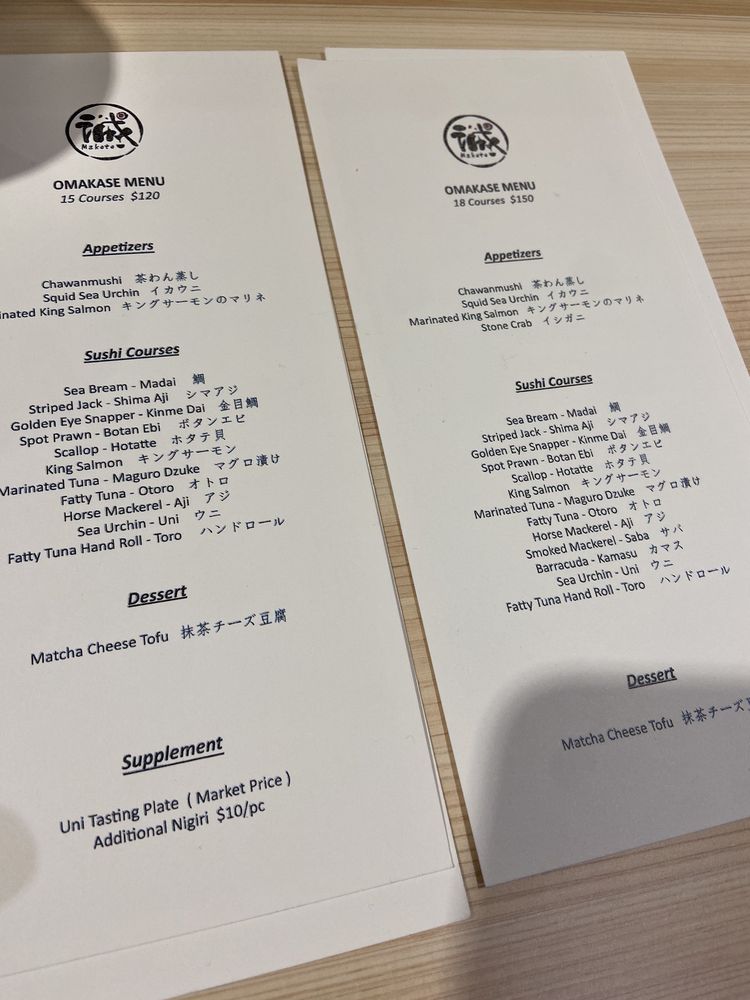 誠
Makoto
OMAKASE MENU
15 Courses $120
Appetizers
Chawanmushi 茶わん蒸し
Squid Sea Urchin イカウニ
inated King Salmon キングサーモンのマリネ
Sushi Courses
Sea Bream - Madai 鯛
Striped Jack - Shima Aji シマアジ
Golden Eye Snapper - Kinme Dai 金目鯛
Spot Prawn - Botan Ebi ボタンエビ
Scallop - Hotatte ホタテ貝
King Salmon キングサーモン
Marinated Tuna - Maguro Dzuke マグロ漬け
Fatty Tuna - Otoro オトロ
Horse Mackerel - Aji アジ
Sea Urchin - Uni ウニ
Fatty Tuna Hand Roll - Toro ハンドロール
Dessert
Matcha Cheese Tofu 抹茶チーズ豆腐
Supplement
Uni Tasting Plate ( Market Price )
Additional Nigiri $10/pc
誠
Makoto
OMAKASE MENU
18 Courses $150
Appetizers
Chawanmushi 茶わん蒸し
Squid Sea Urchin イカウニ
Marinated King Salmon キングサーモンのマリネ
Stone Crab イシガニ
Sushi Courses
Sea Bream - Madai 鯛
Striped Jack - Shima Aji シマアジ
Golden Eye Snapper - Kinme Dai 金目鯛
Spot Prawn - Botan Ebi ボタンエビ
Scallop - Hotatte ホタテ貝
King Salmon キングサーモン
Marinated Tuna - Maguro Dzuke マグロ漬け
Fatty Tuna - Otoro オトロ
Horse Mackerel - Aji アジ
Smoked Mackerel - Saba サバ
Barracuda - Kamasu カマス
Sea Urchin - Uni ウニ
Fatty Tuna Hand Roll - Toro ハンドロール
Dessert
Matcha Cheese Tofu 抹茶チーズ豆